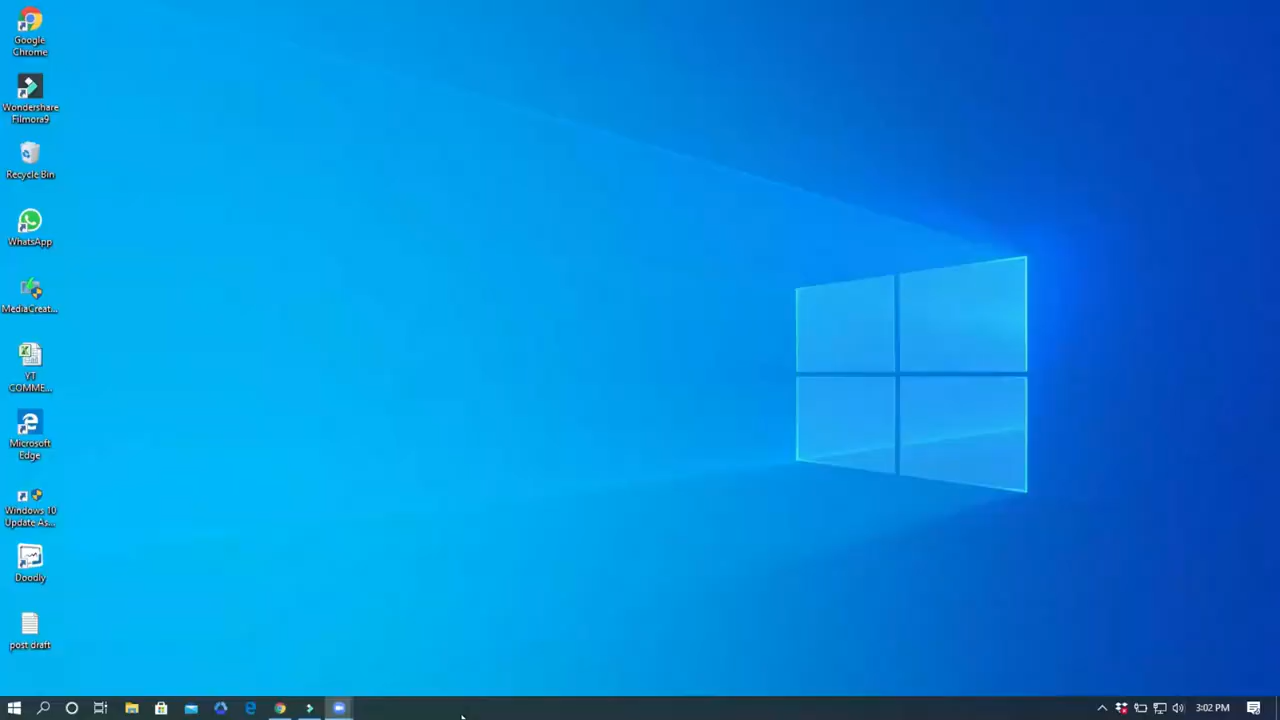 Google
Chrome
Wondershare
Filmora9
Recycle Bin
WhatsApp
MediaCreat...
YT
COMME...
Microsoft
Edge
Windows 10
Update As...
Doodly
post draft
3:02 PM